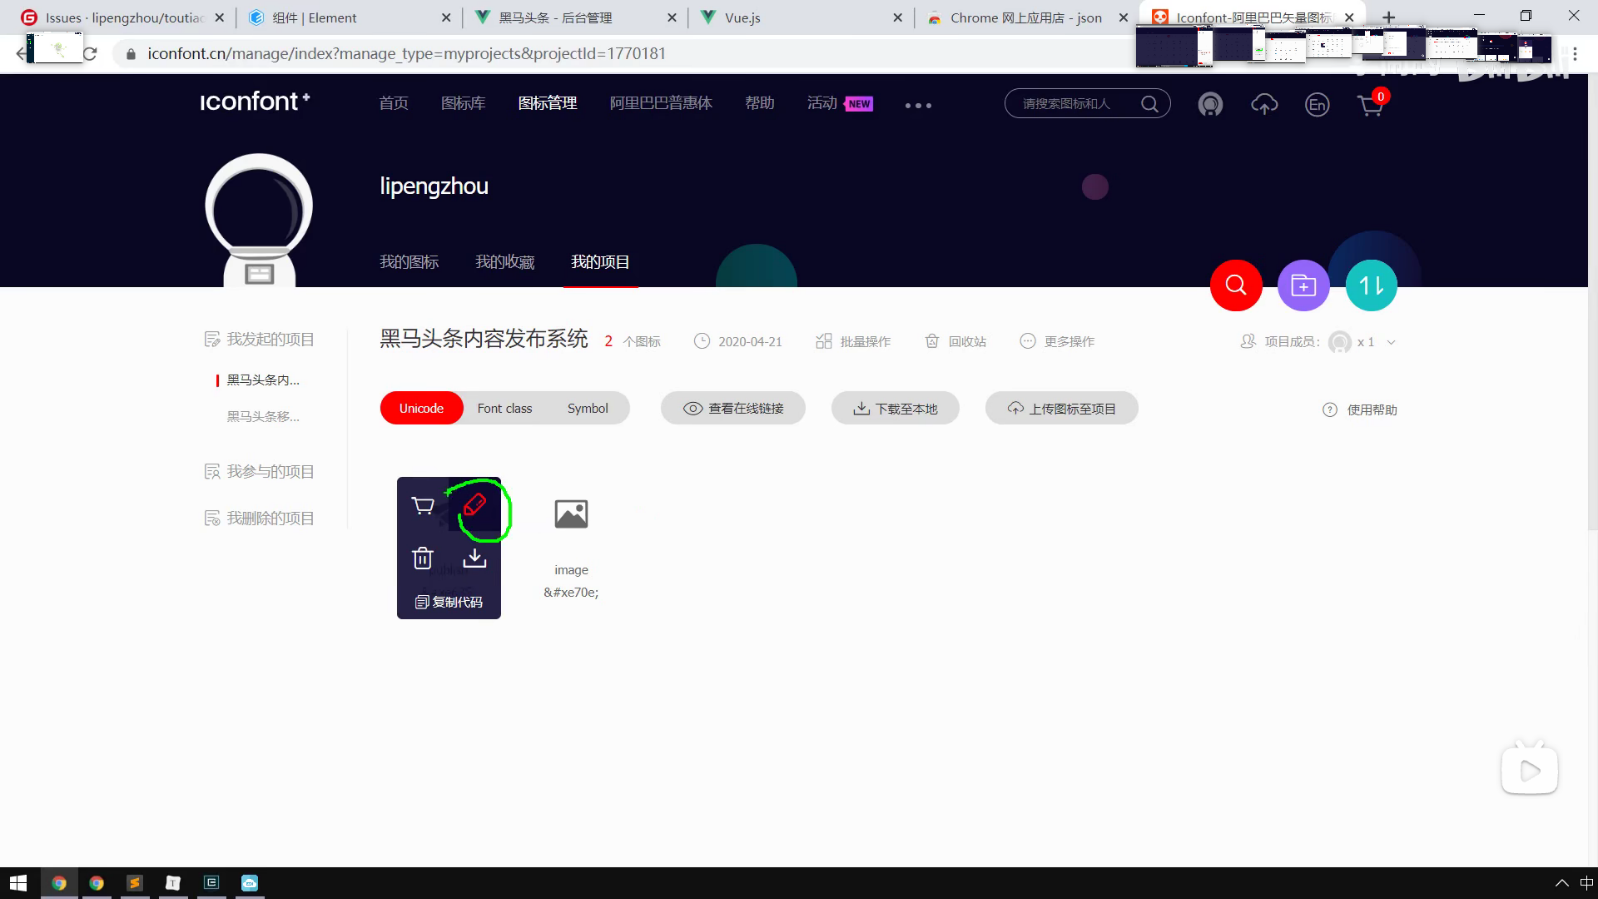 Issues · lipengzhou/toutiao
组件 | Element
黑马头条 - 后台管理
Vue.js
Chrome 网上应用店 - json
Iconfont-阿里巴巴矢量图标
iconfont.cn/manage/index?manage_type=myprojects&projectId=1770181
iconfont+
首页
图标库
图标管理
阿里巴巴普惠体
帮助
活动
NEW
请搜索图标和人
En
0
lipengzhou
我的图标
我的收藏
我的项目
我发起的项目
黑马头条内...
黑马头条移...
我参与的项目
我删除的项目
黑马头条内容发布系统
2 个图标
2020-04-21
批量操作
回收站
更多操作
项目成员:
x 1
Unicode
Font class
Symbol
查看在线链接
下载至本地
上传图标至项目
使用帮助
复制代码
image
&#xe70e;
中